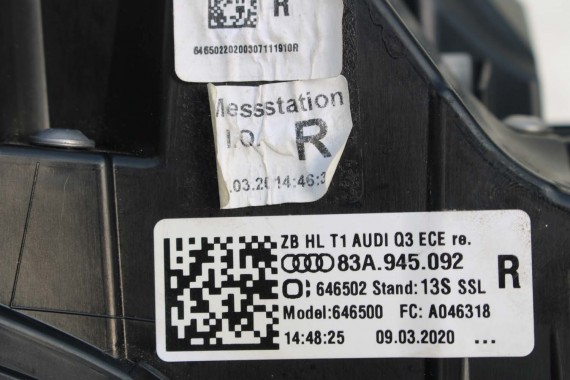 R
64650220200307111910R
Messstation
I.O. R
.03.20 14:46:3
ZB HL T1 AUDI Q3 ECE re.
83A.945.092 R
646502 Stand: 13S SSL
Model:646500 FC: A046318
14:48:25 09.03.2020 ...